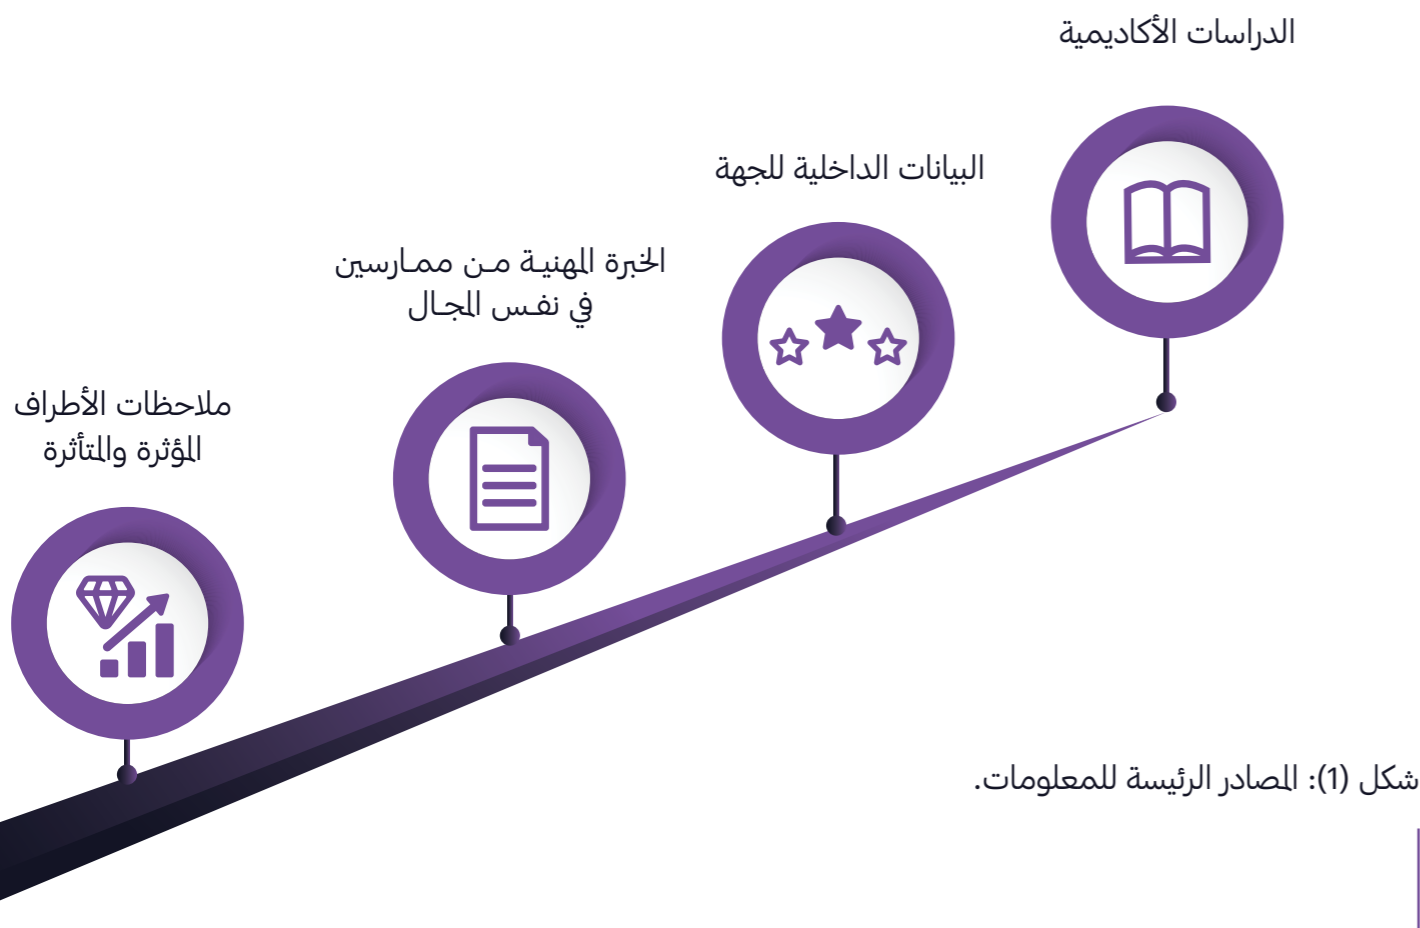 الدراسات الأكاديمية
البيانات الداخلية للجهة
الخبرة المهنية من ممارسين
في نفس المجال
ملاحظات الأطراف
المؤثرة والمتأثرة
شكل (1): المصادر الرئيسة للمعلومات.